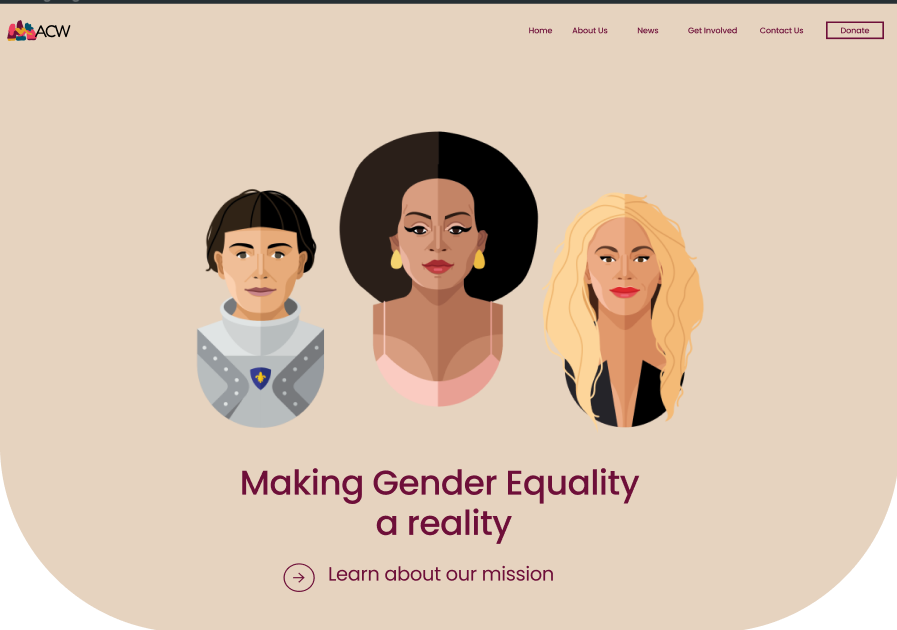 ACW
Home About Us News Get Involved Contact Us Donate
Making Gender Equality
a reality
Learn about our mission